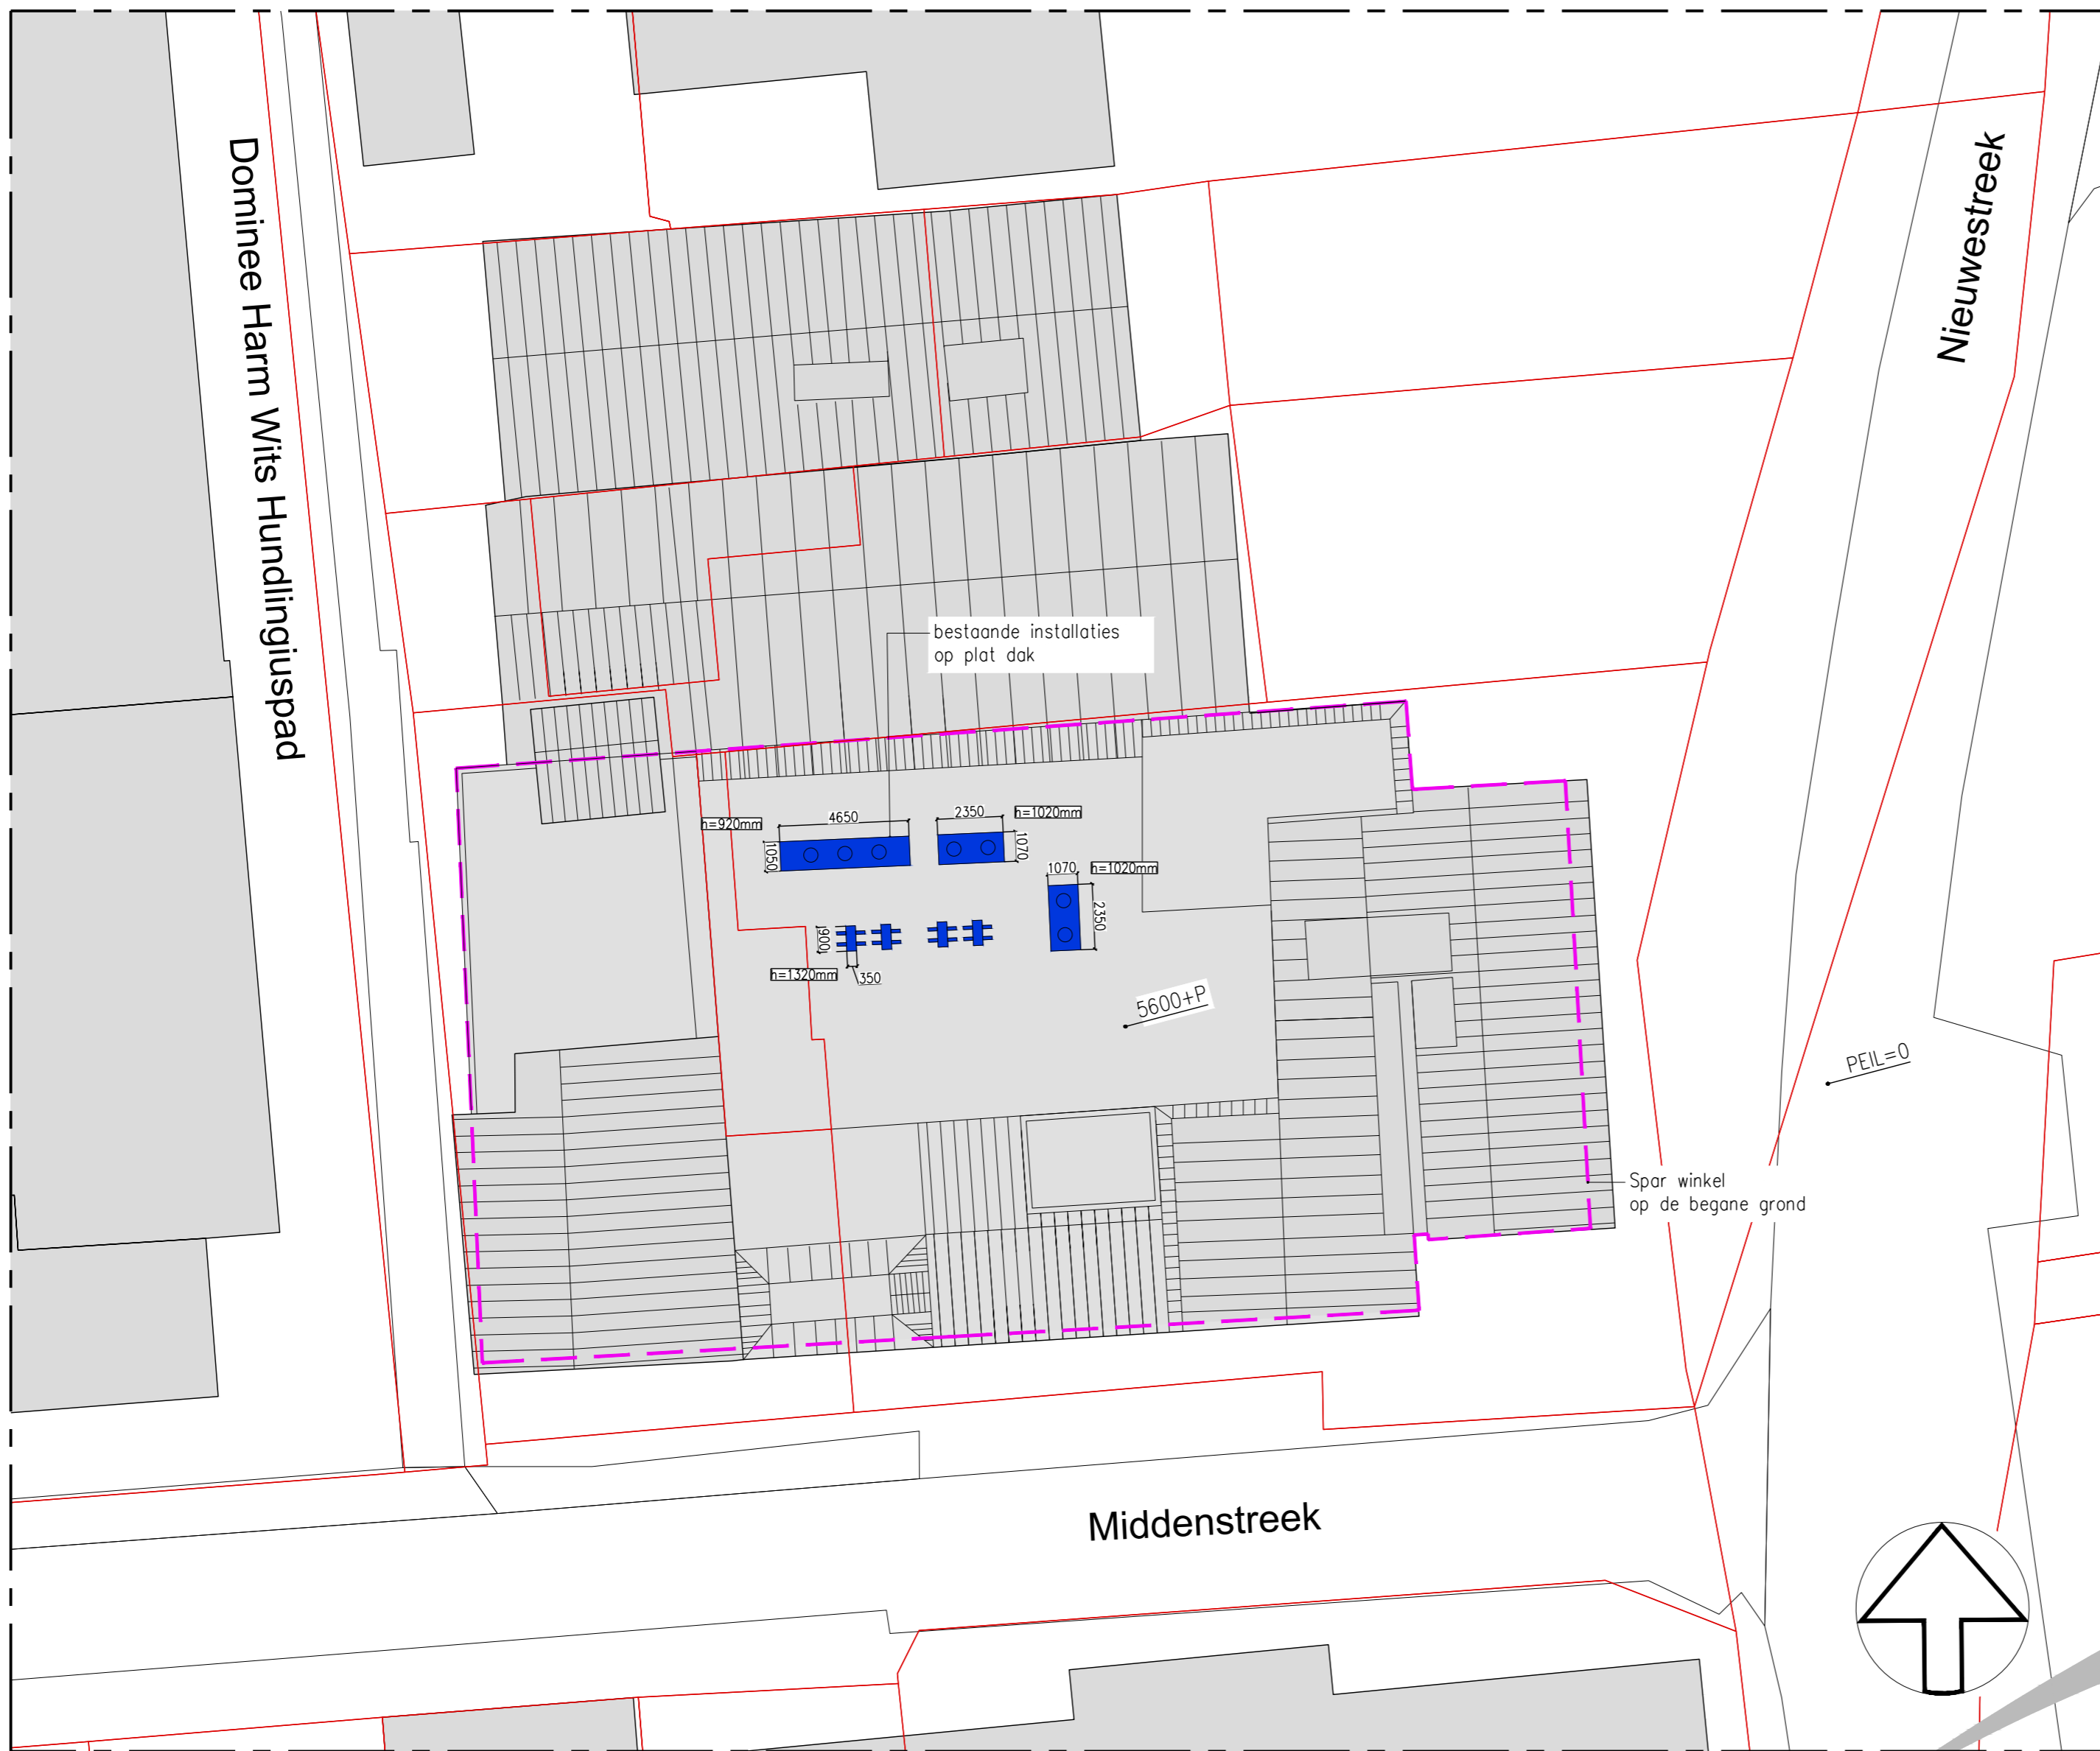 Dominee Harm Wits Hundlingiuspad
Nieuwestreek
bestaande installaties
op plat dak
h=920mm
4650
2350
h=1020mm
1050
1070
1070
h=1020mm
2350
900
h=1320mm
350
5600+P
PEIL=0
Spar winkel
op de begane grond
Middenstreek